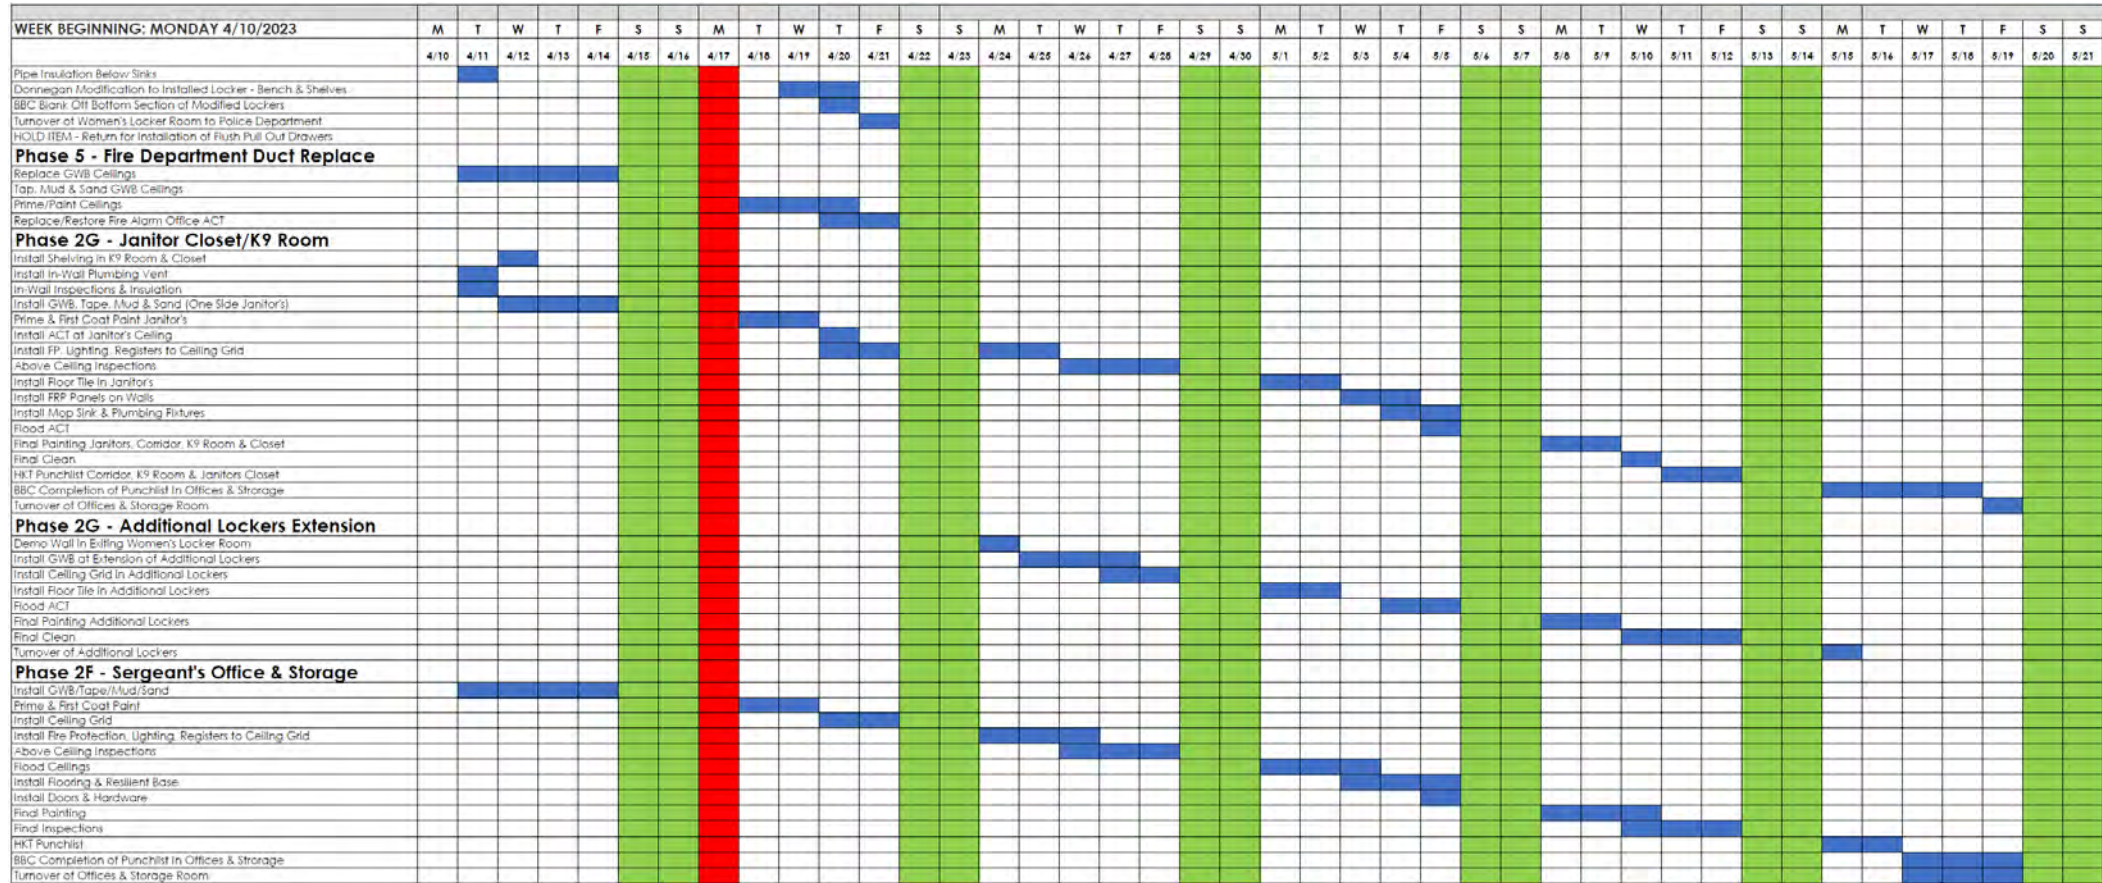 WEEK BEGINNING: MONDAY 4/10/2023 M T W T F S S M T W T F S S M T W T F S S M T W T F S S M T W T F S S M T W T F S S
4/10 4/11 4/12 4/13 4/14 4/15 4/16 4/17 4/18 4/19 4/20 4/21 4/22 4/23 4/24 4/25 4/26 4/27 4/28 4/29 4/30 5/1 5/2 5/3 5/4 5/5 5/6 5/7 5/8 5/9 5/10 5/11 5/12 5/13 5/14 5/15 5/16 5/17 5/18 5/19 5/20 5/21
Pipe Insulation Below Sinks
Donnegan Modification to Installed Locker - Bench & Shelves
BBC Blank Off Bottom Section of Modified Lockers
Turnover of Women's Locker Room to Police Department
HOLD ITEM - Return for Installation of Flush Pull Out Drawers
Phase 5 - Fire Department Duct Replace
Replace GWB Ceilings
Tap, Mud & Sand GWB Ceilings
Prime/Paint Ceilings
Replace/Restore Fire Alarm Office ACT
Phase 2G - Janitor Closet/K9 Room
Install Shelving in K9 Room & Closet
Install In-Wall Plumbing Vent
In-Wall Inspections & Insulation
Install GWB, Tape, Mud & Sand (One Side Janitor's)
Prime & First Coat Paint Janitor's
Install ACT at Janitor's Ceiling
Install FP, Lighting, Registers to Ceiling Grid
Above Ceiling Inspections
Install Floor Tile in Janitor's
Install FRP Panels on Walls
Install Mop Sink & Plumbing Fixtures
Flood ACT
Final Painting Janitors, Corridor, K9 Room & Closet
Final Clean
HKT Punchlist Corridor, K9 Room & Janitors Closet
BBC Completion of Punchlist in Offices & Strorage
Turnover of Offices & Storage Room
Phase 2G - Additional Lockers Extension
Demo Wall in Exiting Women's Locker Room
Install GWB at Extension of Additional Lockers
Install Ceiling Grid in Additional Lockers
Install Floor Tile in Additional Lockers
Flood ACT
Final Painting Additional Lockers
Final Clean
Turnover of Additional Lockers
Phase 2F - Sergeant's Office & Storage
Install GWB/Tape/Mud/Sand
Prime & First Coat Paint
Install Ceiling Grid
Install Fire Protection, Lighting, Registers to Ceiling Grid
Above Ceiling Inspections
Flood Ceilings
Install Flooring & Resilient Base
Install Doors & Hardware
Final Painting
Final Inspections
HKT Punchlist
BBC Completion of Punchlist in Offices & Strorage
Turnover of Offices & Storage Room